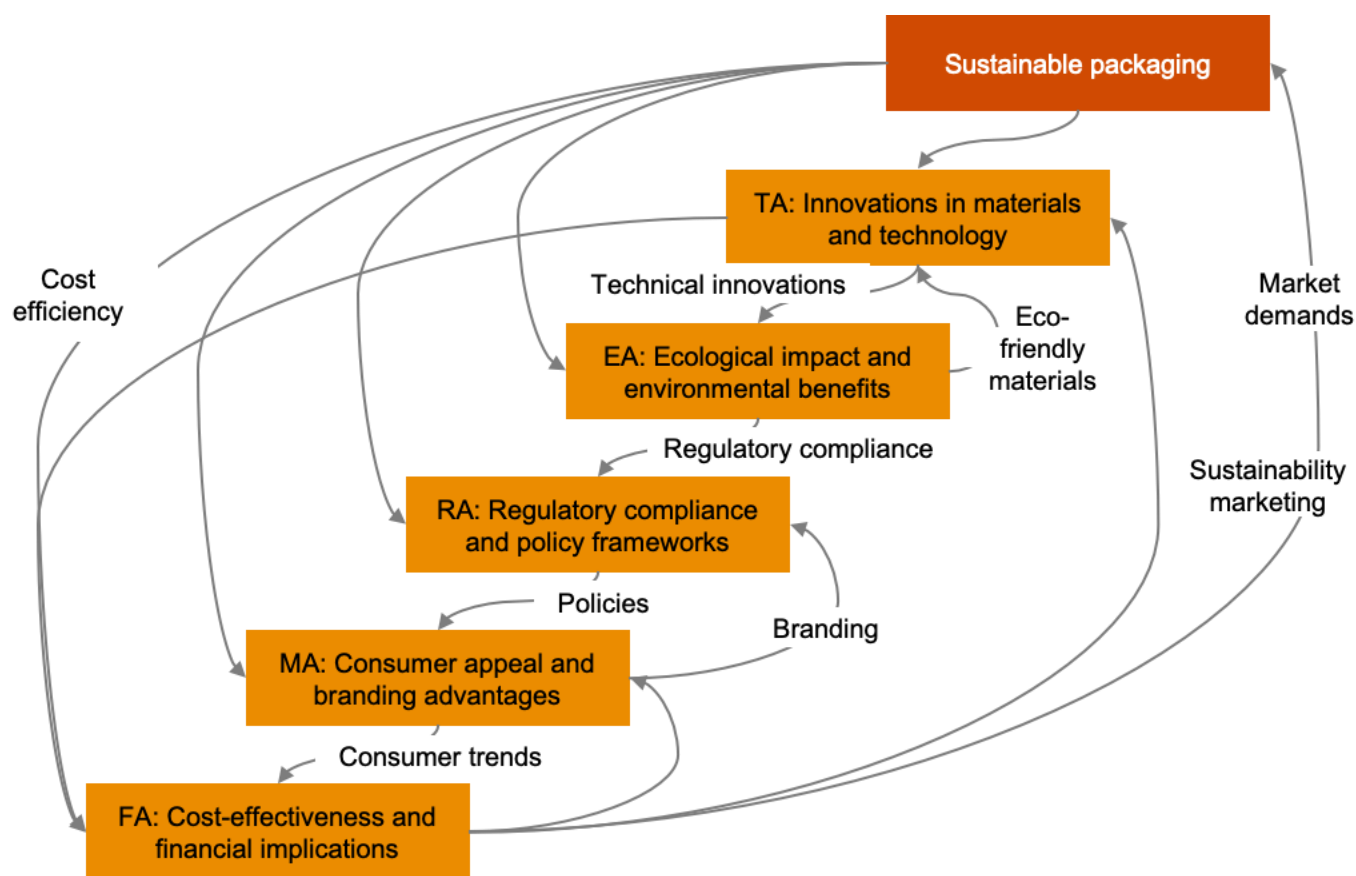 Sustainable packaging
TA: Innovations in materials
and technology
Technical innovations
Cost
efficiency
Market
demands
Eco-
friendly
materials
EA: Ecological impact and
environmental benefits
Regulatory compliance
Sustainability
marketing
RA: Regulatory compliance
and policy frameworks
Policies
Branding
MA: Consumer appeal and
branding advantages
Consumer trends
FA: Cost-effectiveness and
financial implications